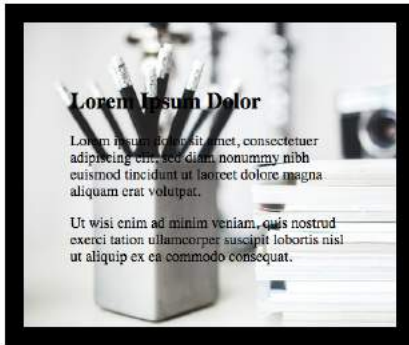 Lorem Ipsum Dolor
Lorem ipsum dolor sit amet, consectetuer
adipiscing elit, sed diam nonummy nibh
euismod tincidunt ut laoreet dolore magna
aliquam erat volutpat.
Ut wisi enim ad minim veniam, quis nostrud
exerci tation ullamcorper suscipit lobortis nisl
ut aliquip ex ea commodo consequat.